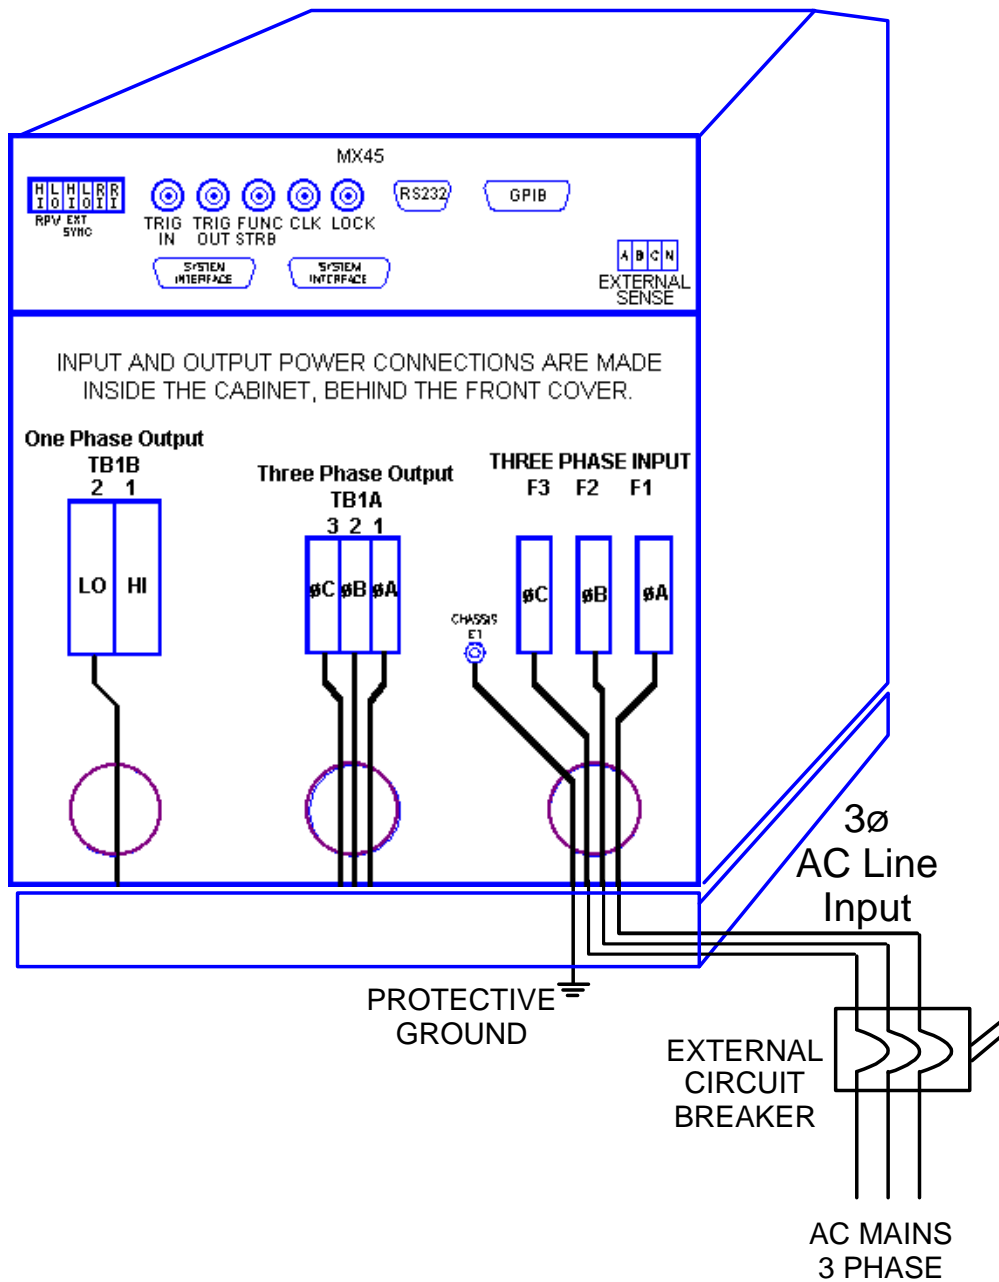 MX45
H L H L R R
I O I O I I
RPV EXT
SYNC
TRIG
IN
TRIG
OUT
FUNC
STRB
CLK
LOCK
RS232
GPIB
SYSTEM
INTERFACE
SYSTEM
INTERFACE
A B C N
EXTERNAL
SENSE
INPUT AND OUTPUT POWER CONNECTIONS ARE MADE
INSIDE THE CABINET, BEHIND THE FRONT COVER.
One Phase Output
TB1B
2 1
LO HI
Three Phase Output
TB1A
3 2 1
øC øB øA
CHASSIS
E1
THREE PHASE INPUT
F3 F2 F1
øC øB øA
3ø
AC Line
Input
PROTECTIVE
GROUND
EXTERNAL
CIRCUIT
BREAKER
AC MAINS
3 PHASE